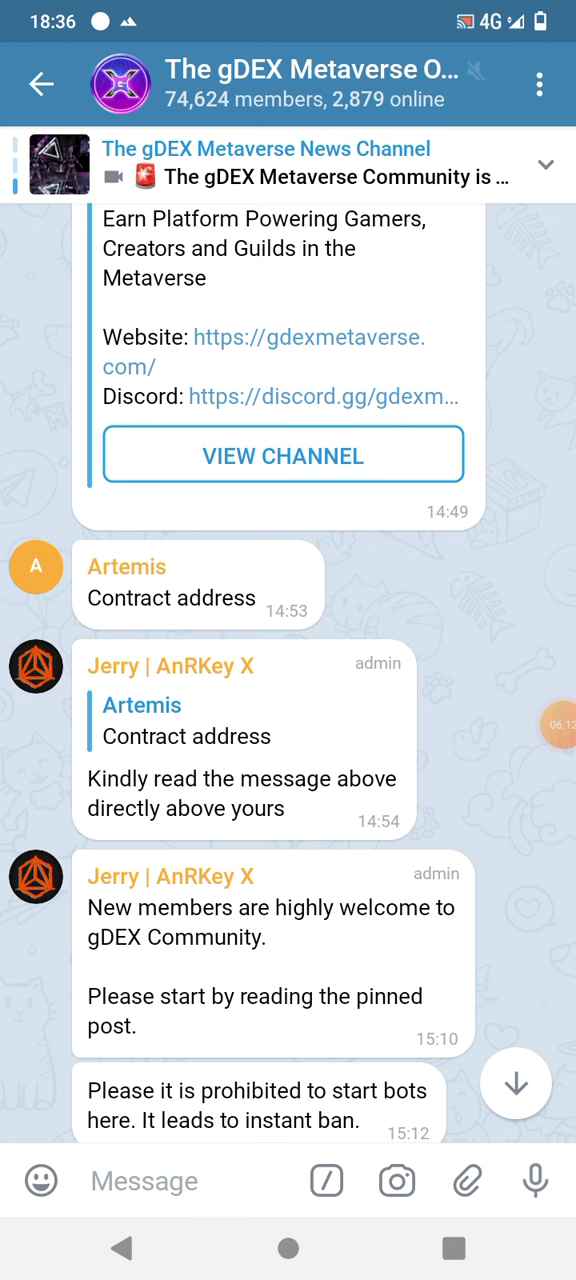 18:36
4G
The gDEX Metaverse O...
74,624 members, 2,879 online
The gDEX Metaverse News Channel
🚨 The gDEX Metaverse Community is ...
Earn Platform Powering Gamers,
Creators and Guilds in the
Metaverse
Website: https://gdexmetaverse.
com/
Discord: https://discord.gg/gdexm...
VIEW CHANNEL
14:49
A
Artemis
Contract address
14:53
Jerry | AnRKey X
admin
Artemis
Contract address
Kindly read the message above
directly above yours
14:54
06:12
Jerry | AnRKey X
admin
New members are highly welcome to
gDEX Community.
Please start by reading the pinned
post.
15:10
Please it is prohibited to start bots
here. It leads to instant ban.
15:12
Message